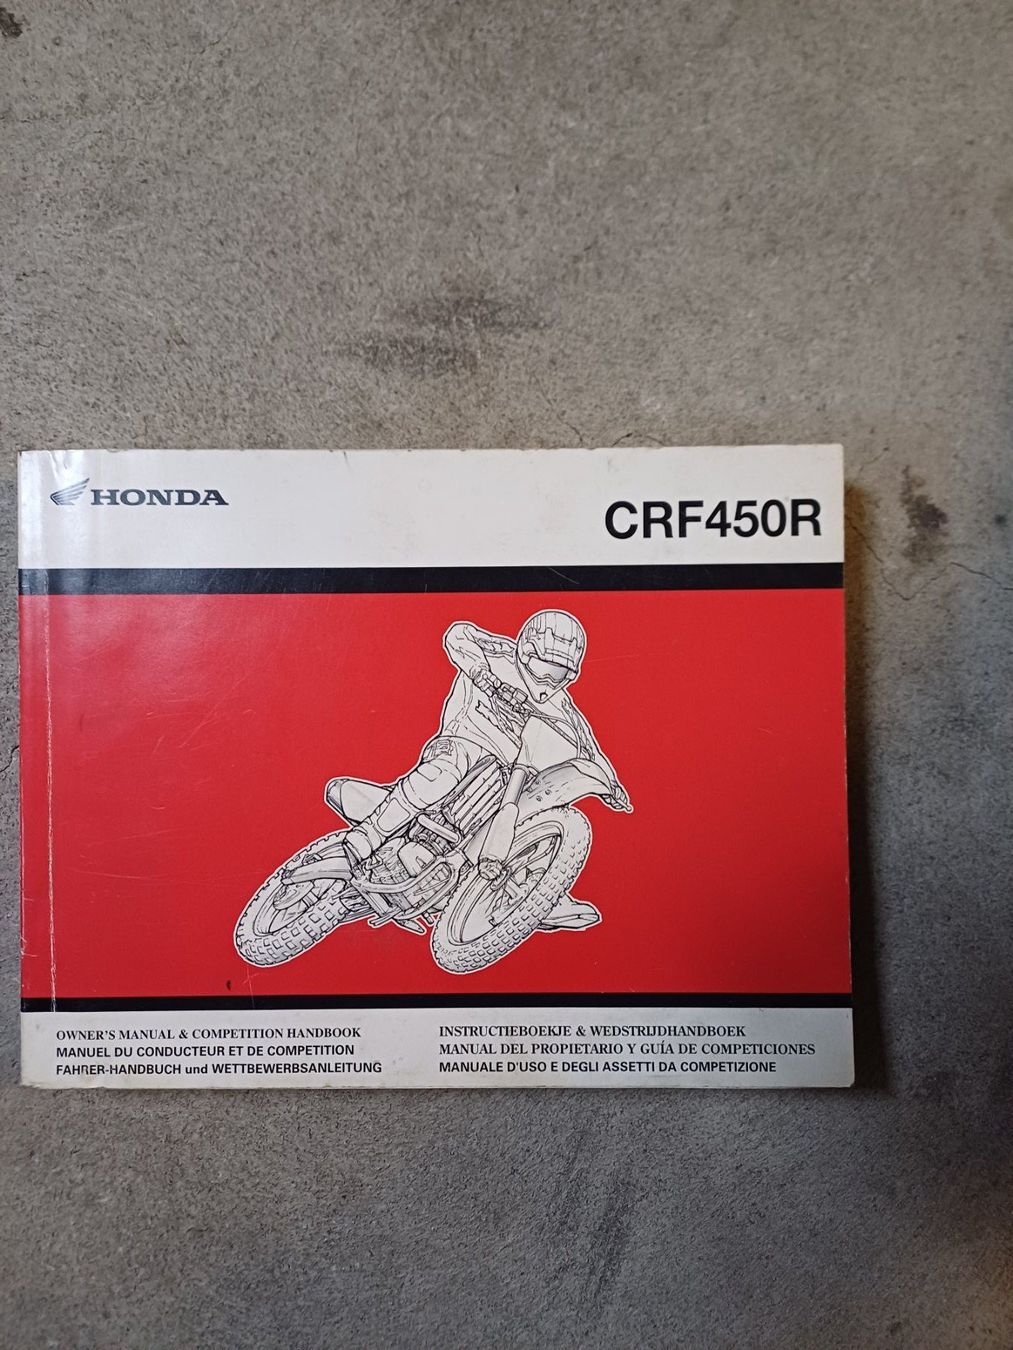 HONDA
CRF450R
OWNER'S MANUAL & COMPETITION HANDBOOK
MANUEL DU CONDUCTEUR ET DE COMPETITION
FAHRER-HANDBUCH und WETTBEWERBSANLEITUNG
INSTRUCTIEBOEKJE & WEDSTRIJDHANDBOEK
MANUAL DEL PROPIETARIO Y GUÍA DE COMPETICIONES
MANUALE D'USO E DEGLI ASSETTI DA COMPETIZIONE